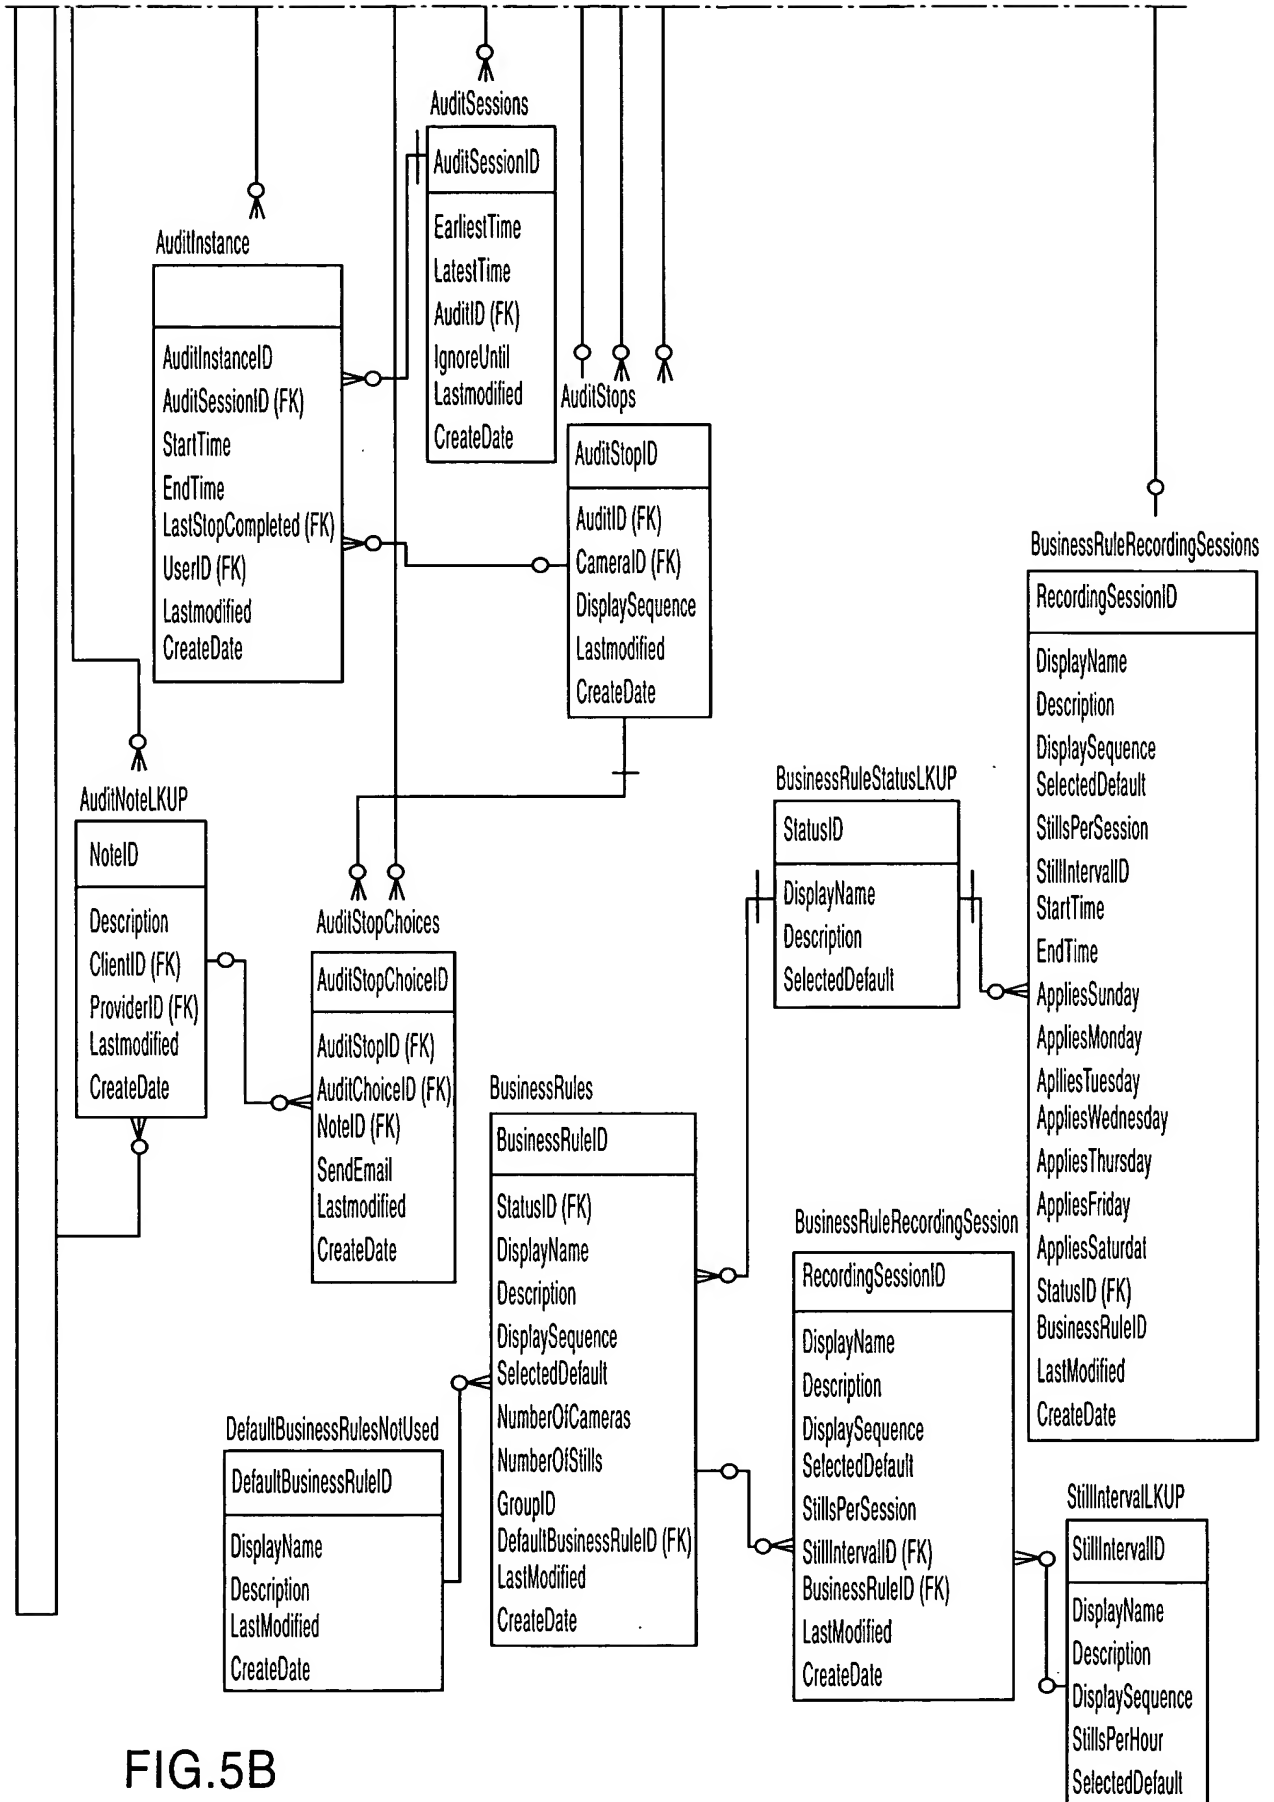 AuditSessions
AuditSessionID
EarliestTime
LatestTime
AuditID (FK)
IgnoreUntil
Lastmodified
CreateDate
AuditInstance
AuditInstanceID
AuditSessionID (FK)
StartTime
EndTime
LastStopCompleted (FK)
UserID (FK)
Lastmodified
CreateDate
AuditStops
AuditStopID
AuditID (FK)
CameraID (FK)
DisplaySequence
Lastmodified
CreateDate
BusinessRuleRecordingSessions
RecordingSessionID
DisplayName
Description
DisplaySequence
SelectedDefault
StillsPerSession
StillIntervalID
StartTime
EndTime
AppliesSunday
AppliesMonday
ApllíesTuesday
AppliesWednesday
AppliesThursday
AppliesFriday
AppliesSaturdat
StatusID (FK)
BusinessRuleID
LastModified
CreateDate
AuditNoteLKUP
NoteID
Description
ClientID (FK)
ProviderID (FK)
Lastmodified
CreateDate
AuditStopChoices
AuditStopChoiceID
AuditStopID (FK)
AuditChoiceID (FK)
NoteID (FK)
SendEmail
Lastmodified
CreateDate
BusinessRuleStatusLKUP
StatusID
DisplayName
Description
SelectedDefault
BusinessRules
BusinessRuleID
StatusID (FK)
DisplayName
Description
DisplaySequence
SelectedDefault
NumberOfCameras
NumberOfStills
GroupID
DefaultBusinessRuleID (FK)
LastModified
CreateDate
BusinessRuleRecordingSession
RecordingSessionID
DisplayName
Description
DisplaySequence
SelectedDefault
StillsPerSession
StillIntervalID (FK)
BusinessRuleID (FK)
LastModified
CreateDate
DefaultBusinessRulesNotUsed
DefaultBusinessRuleID
DisplayName
Description
LastModified
CreateDate
StillIntervalLKUP
StillIntervalID
DisplayName
Description
DisplaySequence
StillsPerHour
SelectedDefault
FIG.5B